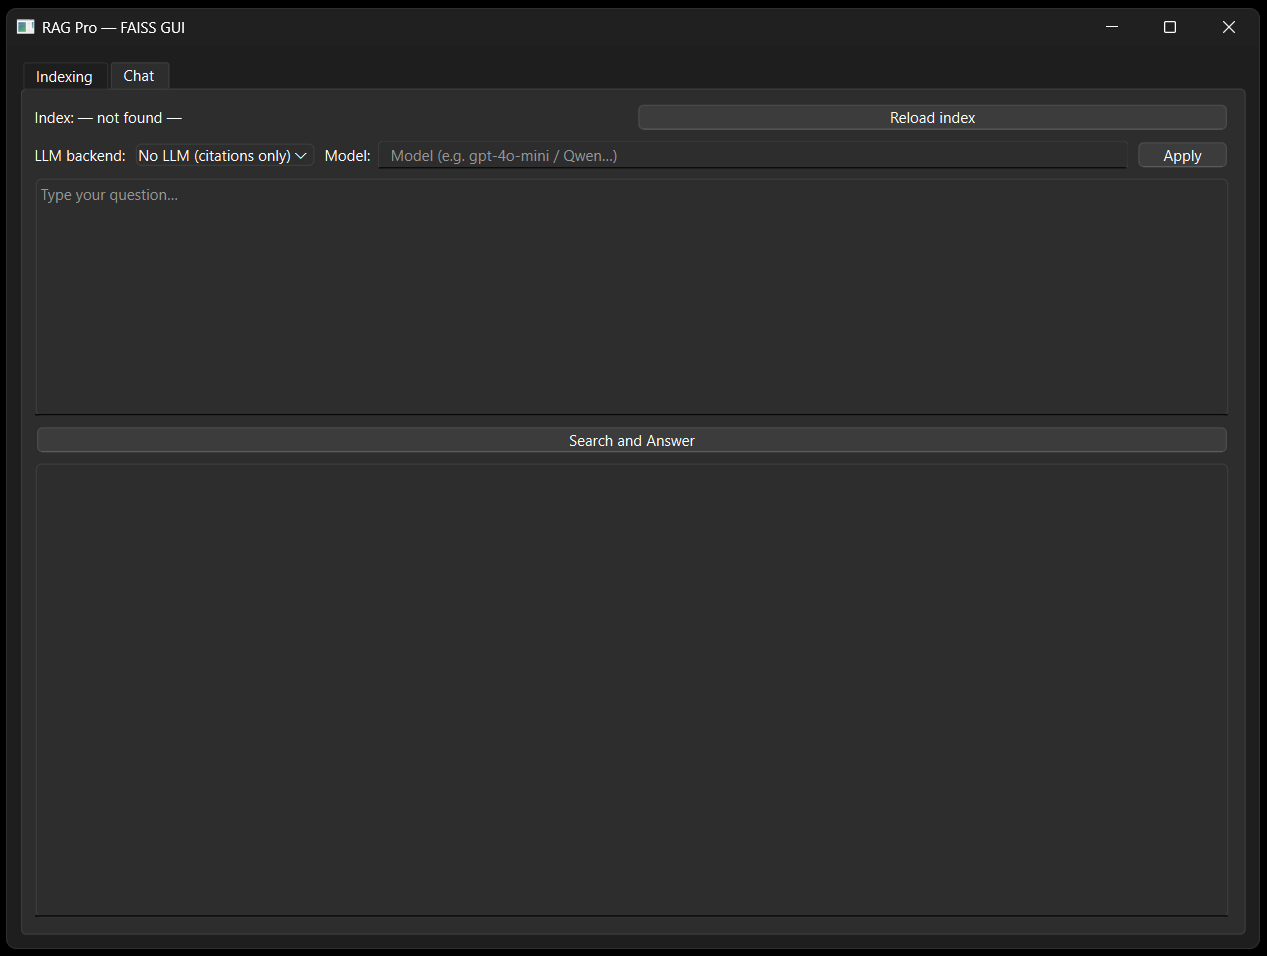 RAG Pro — FAISS GUI
Indexing Chat
Index: — not found — Reload index
LLM backend: No LLM (citations only) Model: Model (e.g. gpt-4o-mini / Qwen...) Apply
Type your question...
Search and Answer